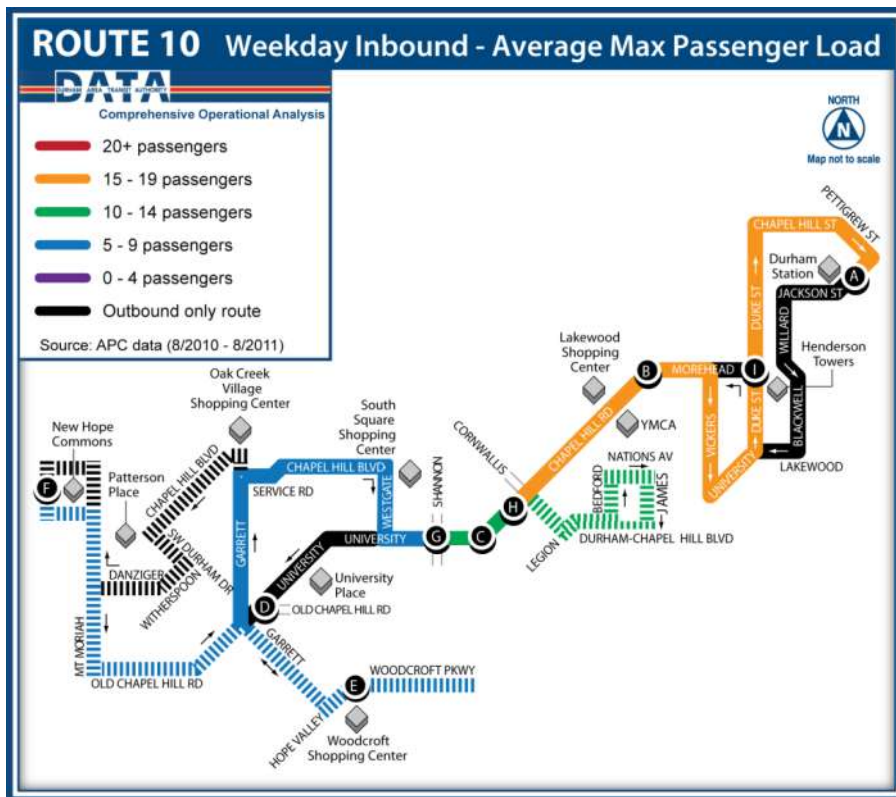 ROUTE 10 Weekday Inbound - Average Max Passenger Load
DATA
DURHAM AREA TRANSIT AUTHORITY
Comprehensive Operational Analysis
20+ passengers
15 - 19 passengers
10 - 14 passengers
5 - 9 passengers
0 - 4 passengers
Outbound only route
Source: APC data (8/2010 - 8/2011)
NORTH
N
Map not to scale
PETTIGREW ST
CHAPEL HILL ST
Durham
Station
A
JACKSON ST
DUKE ST
WILLARD
Henderson
Towers
Lakewood
Shopping
Center
B
MOREHEAD
I
DUKE ST
BLACKWELL
VICKERS
UNIVERSITY
LAKEWOOD
YMCA
CHAPEL HILL RD
CORNWALLIS
NATIONS AV
BEDFORD
JAMES
LEGION
DURHAM-CHAPEL HILL BLVD
H
C
G
SHANNON
South
Square
Shopping
Center
Oak Creek
Village
Shopping Center
CHAPEL HILL BLVD
SERVICE RD
WESTGATE
UNIVERSITY
UNIVERSITY
University
Place
New Hope
Commons
F
Patterson
Place
CHAPEL HILL BLVD
SW DURHAM DR
DANZIGER
WITHERSPOON
GARRETT
D
OLD CHAPEL HILL RD
MT MORIAH
OLD CHAPEL HILL RD
GARRETT
E
WOODCROFT PKWY
HOPE VALLEY
Woodcroft
Shopping Center